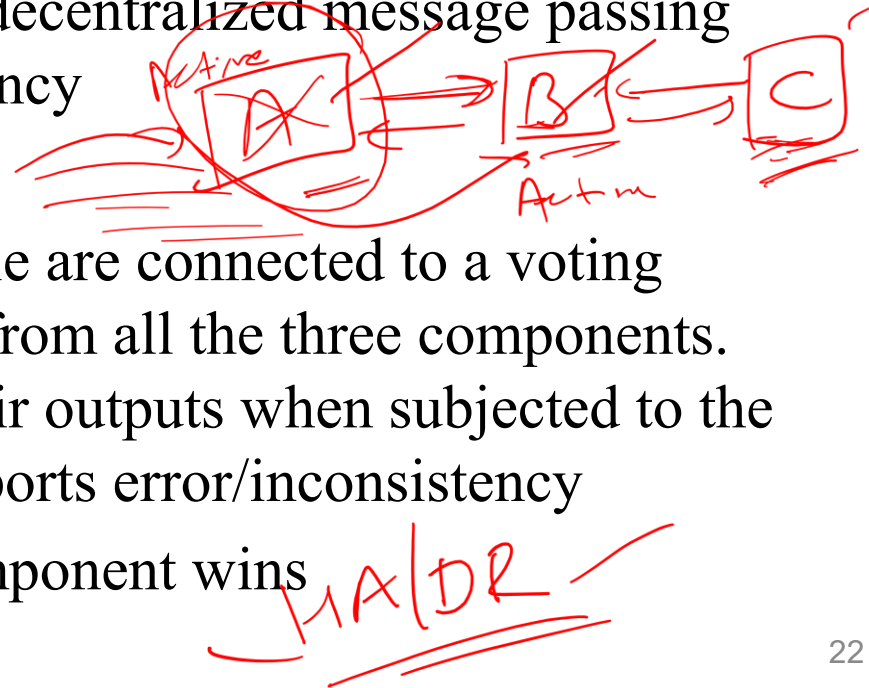 decentralized message passing
Active
ncy
A
B
C
Active
e are connected to a voting
from all the three components.
ir outputs when subjected to the
ports error/inconsistency
nponent wins
HA/DR
22